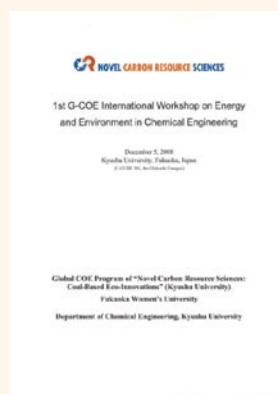 NOVEL CARBON RESOURCE SCIENCES
1st G-COE International Workshop on Energy
and Environment in Chemical Engineering
December 5, 2008
Kyushu University, Fukuoka, Japan
Global COE Program of "Novel Carbon Resource Sciences:
Coal-Based Eco-Innovations" (Kyushu University)
Fukuoka Women's University
Department of Chemical Engineering, Kyushu University